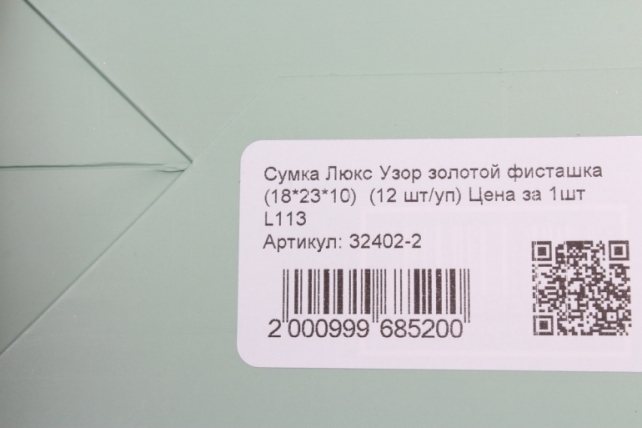 Сумка Люкс Узор золотой фисташка
(18*23*10) (12 шт/уп) Цена за 1шт
L113
Артикул: 32402-2
2 000999 685200